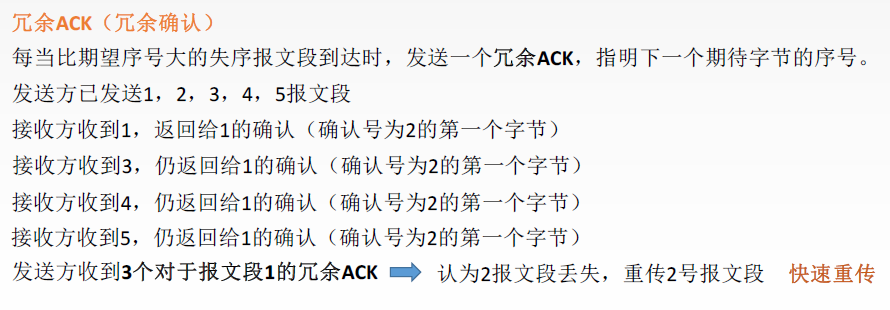 冗余ACK（冗余确认）
每当比期望序号大的失序报文段到达时，发送一个冗余ACK，指明下一个期待字节的序号。
发送方已发送1，2，3，4，5报文段
接收方收到1，返回给1的确认（确认号为2的第一个字节）
接收方收到3，仍返回给1的确认（确认号为2的第一个字节）
接收方收到4，仍返回给1的确认（确认号为2的第一个字节）
接收方收到5，仍返回给1的确认（确认号为2的第一个字节）
发送方收到3个对于报文段1的冗余ACK 认为2报文段丢失，重传2号报文段 快速重传